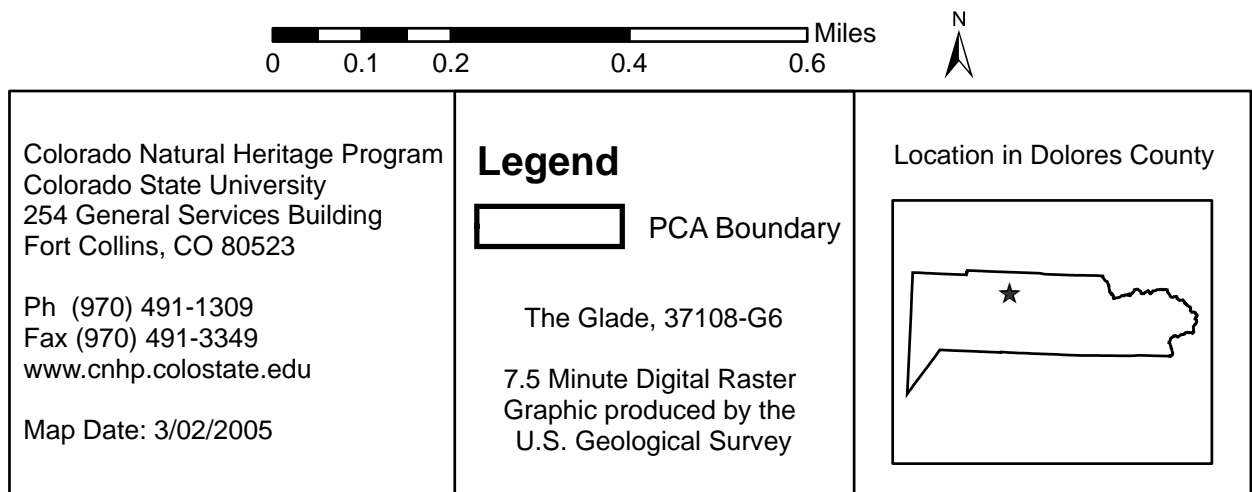 Miles
0 0.1 0.2 0.4 0.6
N
Colorado Natural Heritage Program
Colorado State University
254 General Services Building
Fort Collins, CO 80523
Ph (970) 491-1309
Fax (970) 491-3349
www.cnhp.colostate.edu
Map Date: 3/02/2005
Legend
PCA Boundary
The Glade, 37108-G6
7.5 Minute Digital Raster
Graphic produced by the
U.S. Geological Survey
Location in Dolores County